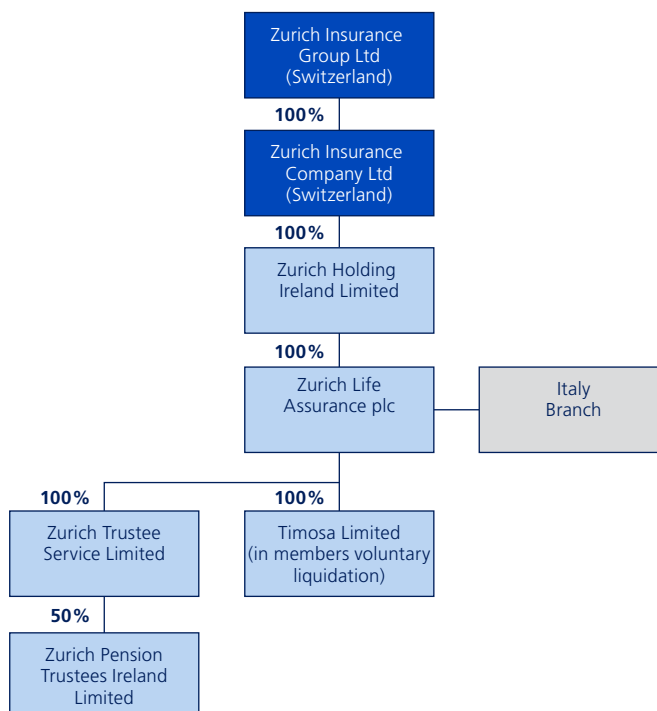 Zurich Insurance
Group Ltd
(Switzerland)
100%
Zurich Insurance
Company Ltd
(Switzerland)
100%
Zurich Holding
Ireland Limited
100%
Zurich Life
Assurance plc
Italy
Branch
100%
100%
Zurich Trustee
Service Limited
Timosa Limited
(in members voluntary
liquidation)
50%
Zurich Pension
Trustees Ireland
Limited